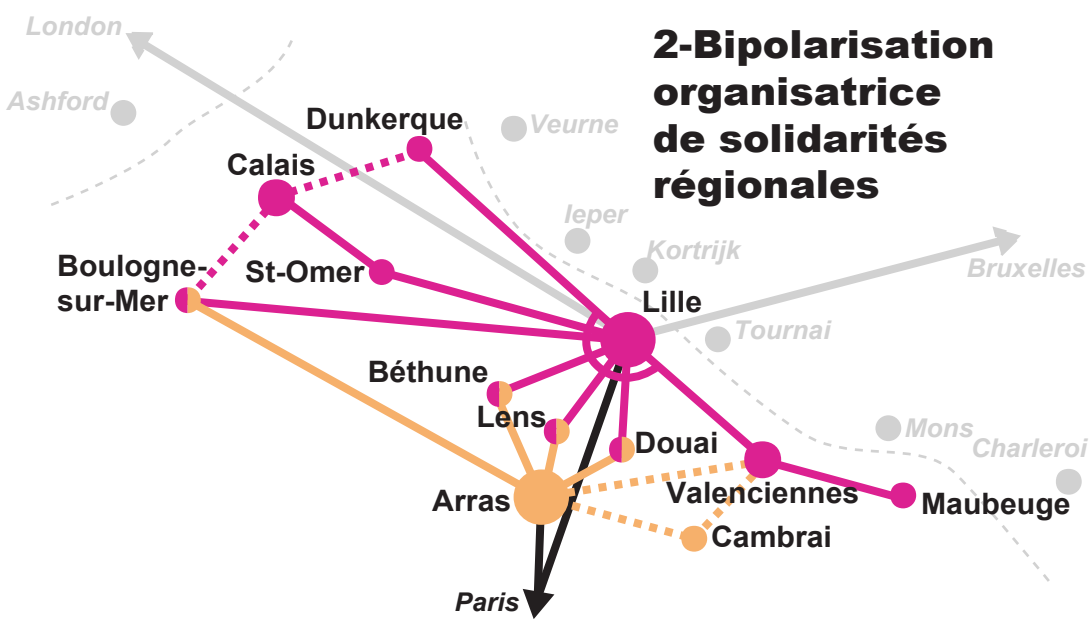 London
2-Bipolarisation
organisatrice
de solidarités
régionales
Ashford
Dunkerque
Veurne
Calais
Ieper
Kortrijk
Bruxelles
Boulogne-
sur-Mer
St-Omer
Lille
Tournai
Béthune
Lens
Douai
Mons
Charleroi
Arras
Valenciennes
Maubeuge
Cambrai
Paris